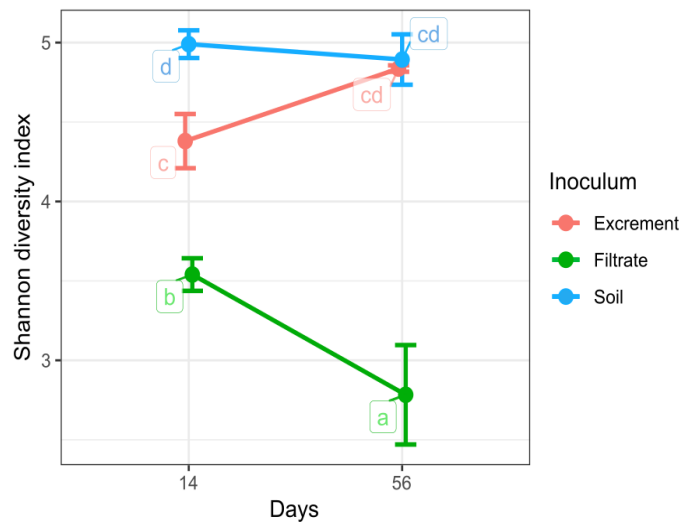 5
4
3
Shannon diversity index
d
cd
c
cd
b
a
14
56
Days
Inoculum
Excrement
Filtrate
Soil